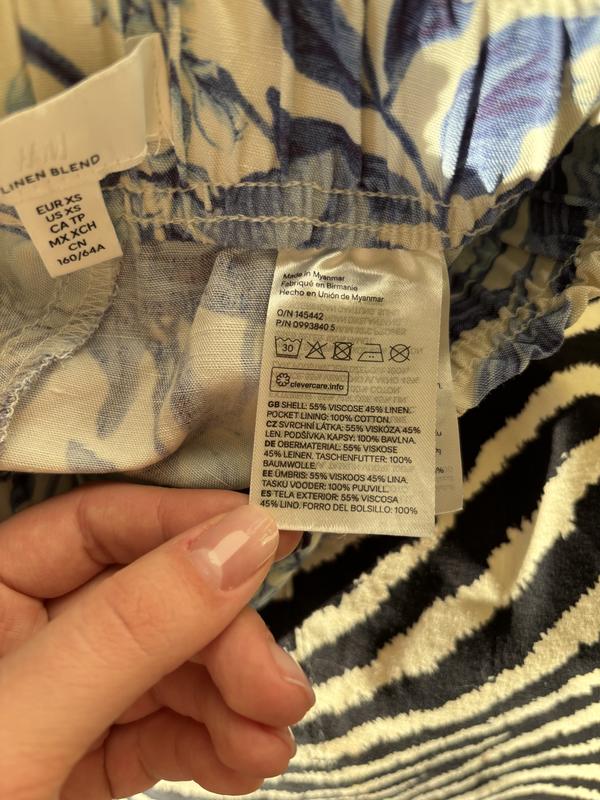 H&M
LINEN BLEND
EUR XS
US XS
CA TP
MX XCH
CN
160/64A
Made in Myanmar
Fabriqué en Birmanie
Hecho en Unión de Myanmar
O/N 145442
P/N 0993840 5
30
clevercare.info
GB SHELL: 55% VISCOSE 45% LINEN.
POCKET LINING: 100% COTTON.
CZ SVRCHNÍ LÁTKA: 55% VISKÓZA 45%
LEN. PODŠÍVKA KAPSY: 100% BAVLNA.
DE OBERMATERIAL: 55% VISKOSE
45% LEINEN. TASCHENFUTTER: 100%
BAUMWOLLE.
EE ÜMBRIS: 55% VISKOOS 45% LINA.
TASKU VOODER: 100% PUUVILL.
ES TELA EXTERIOR: 55% VISCOSA
45% LINO. FORRO DEL BOLSILLO: 100%